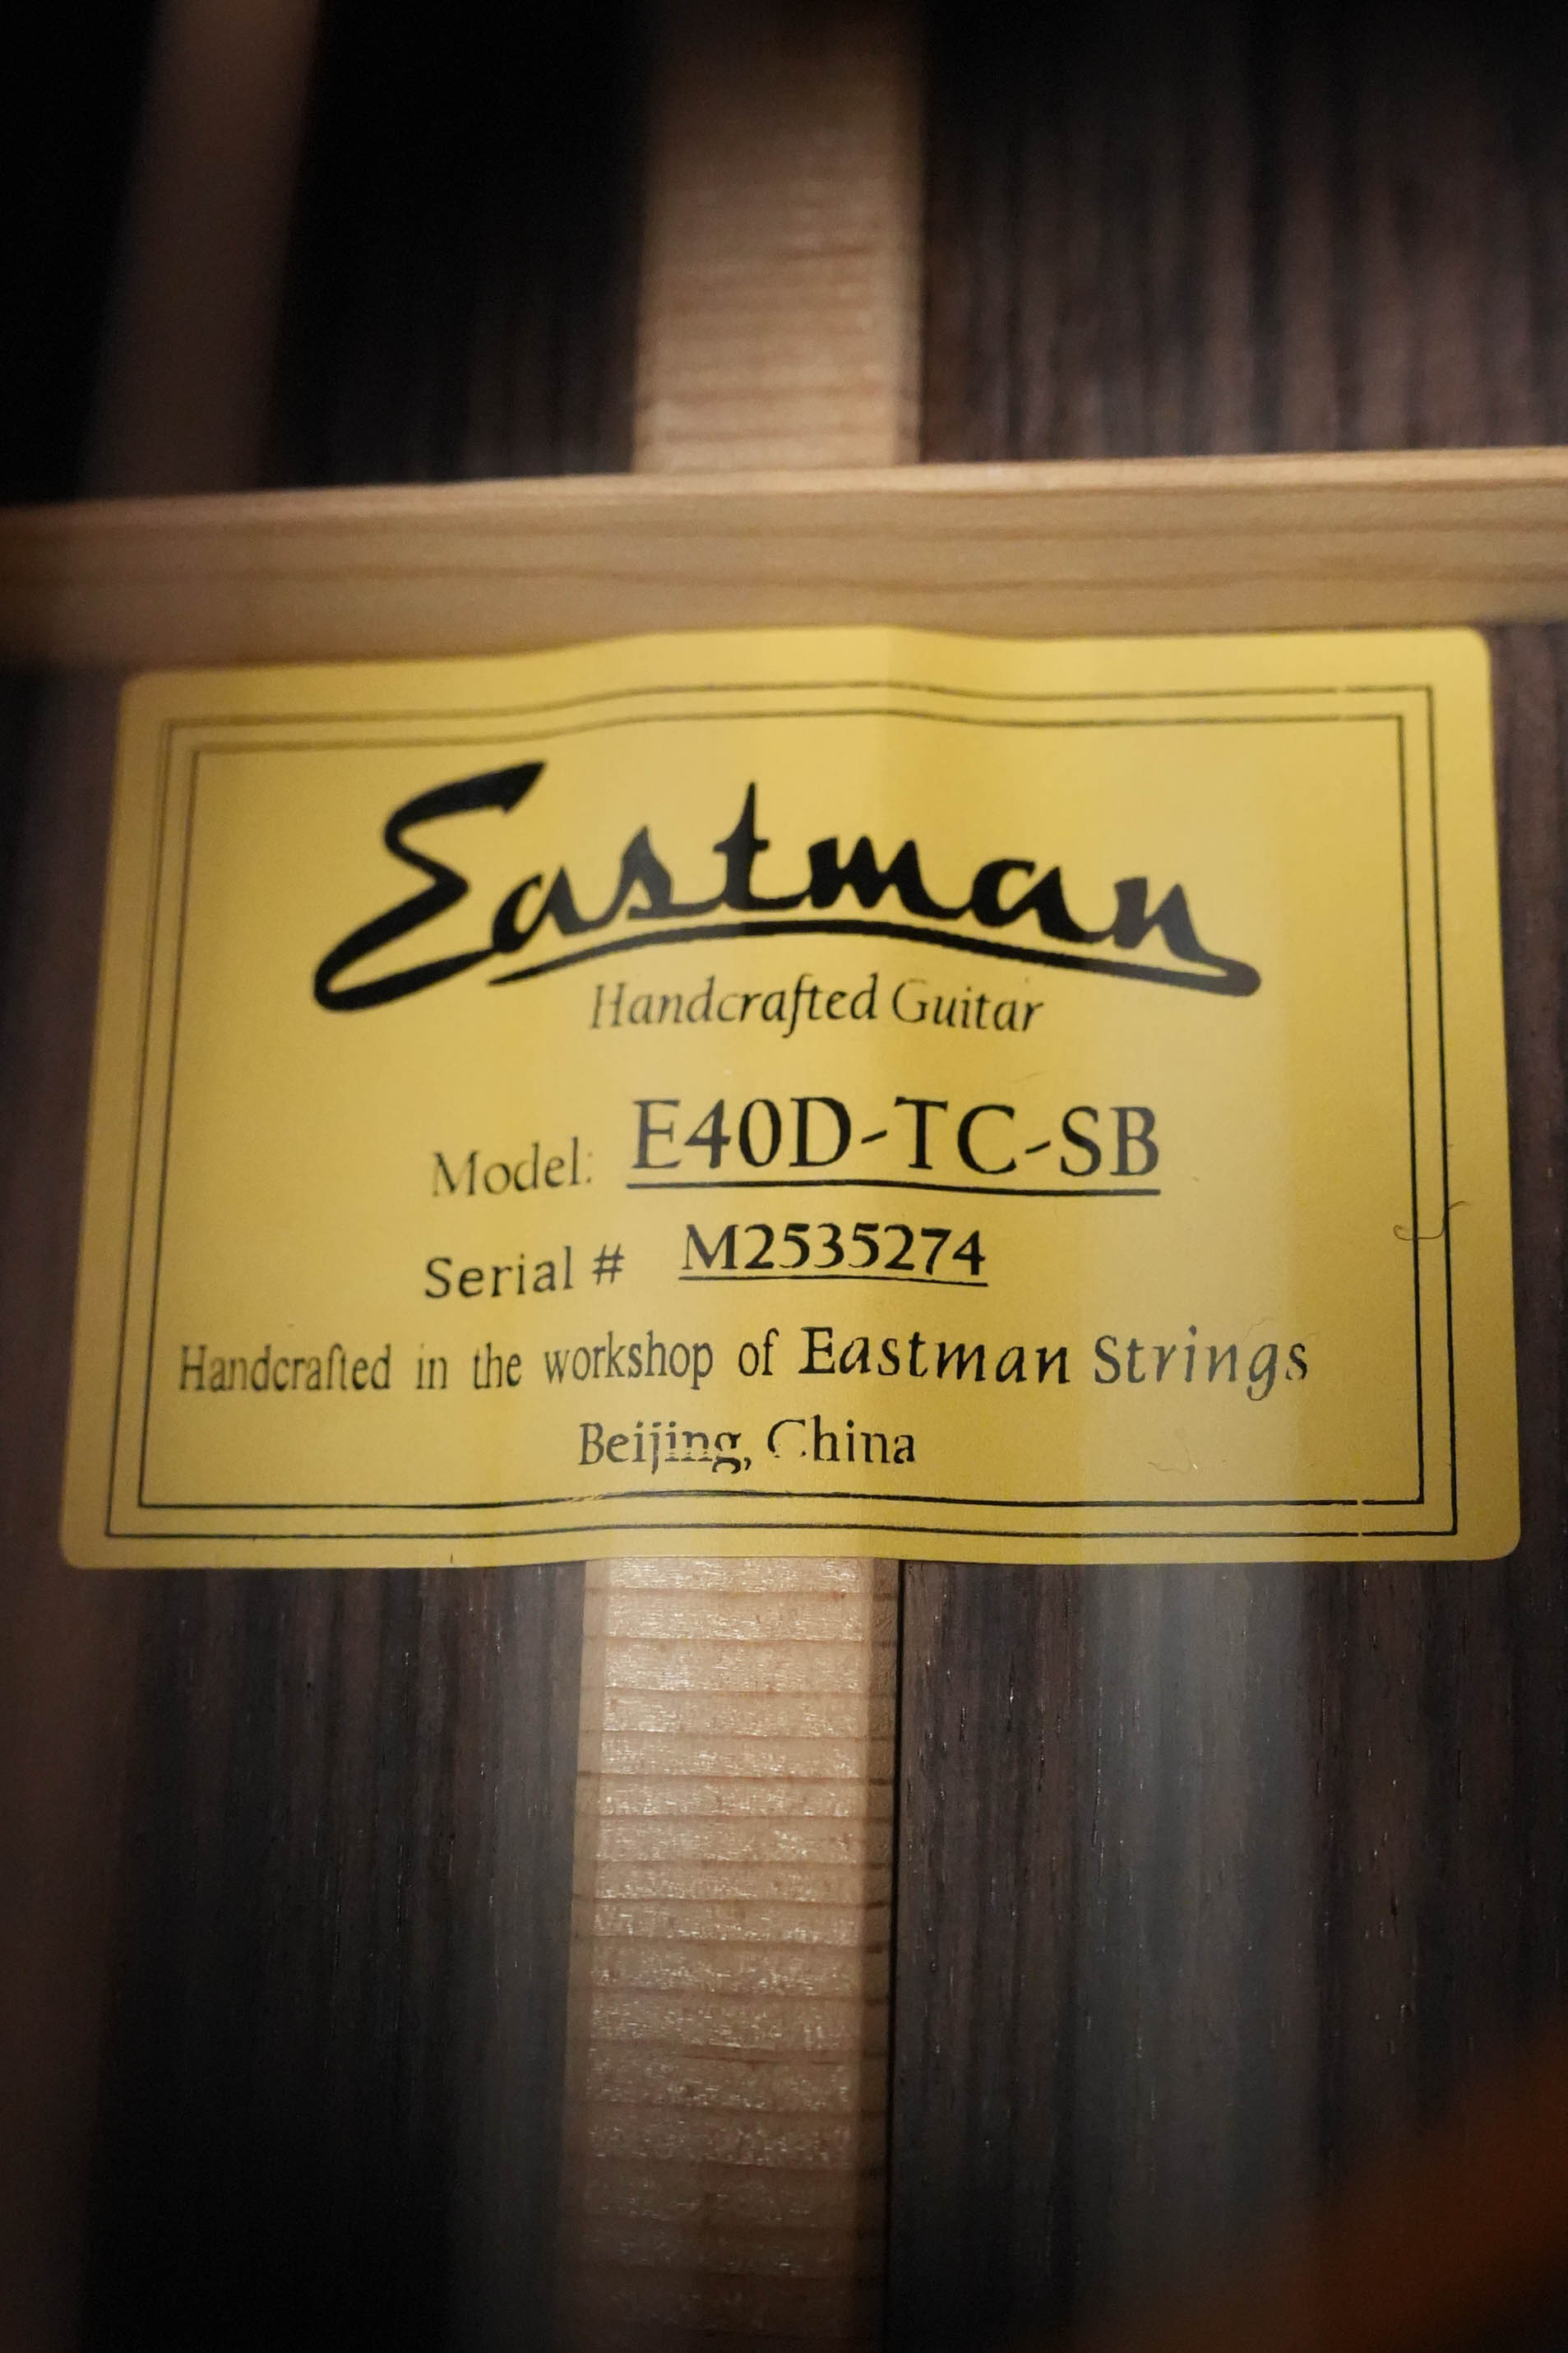 Eastman
Handcrafted Guitar
Model: E40D-TC-SB
Serial # M2535274
Handcrafted in the workshop of Eastman Strings
Beijing, China